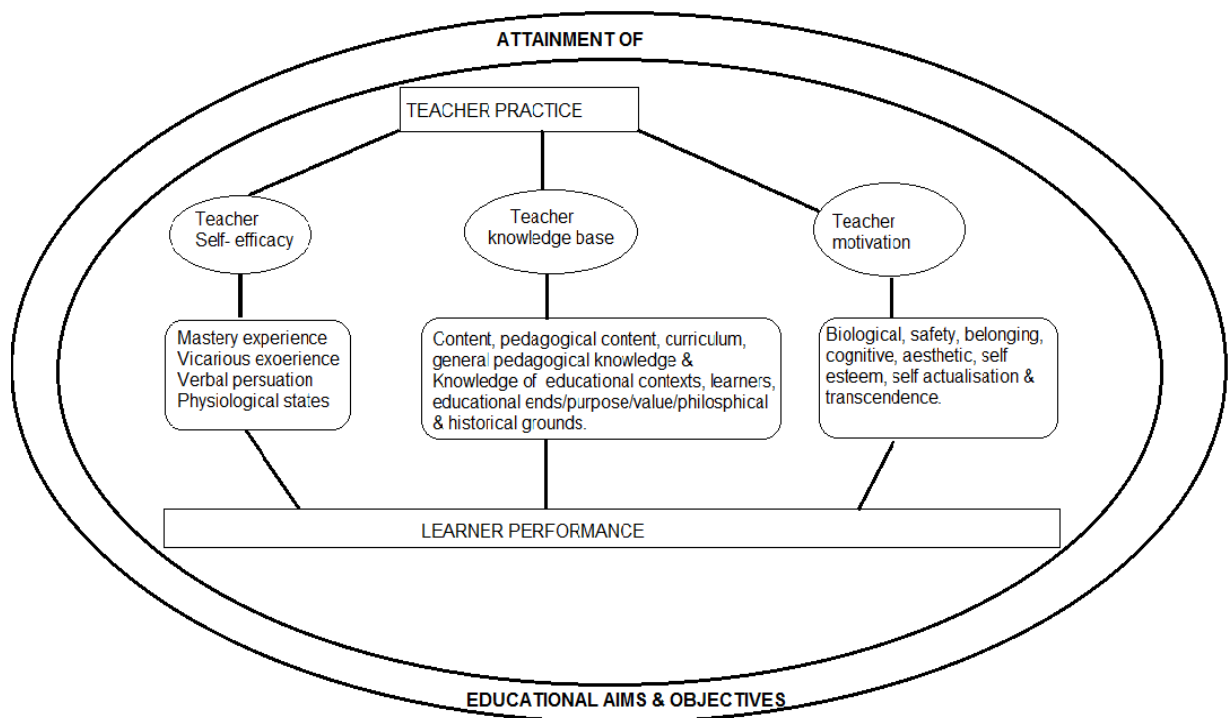 ATTAINMENT OF
TEACHER PRACTICE
Teacher
Self- efficacy
Teacher
knowledge base
Teacher
motivation
Mastery experience
Vicarious exoerience
Verbal persuation
Physiological states
Content, pedagogical content, curriculum,
general pedagogical knowledge &
Knowledge of educational contexts, learners,
educational ends/purpose/value/philosphical
& historical grounds.
Biological, safety, belonging,
cognitive, aesthetic, self
esteem, self actualisation &
transcendence.
LEARNER PERFORMANCE
EDUCATIONAL AIMS & OBJECTIVES